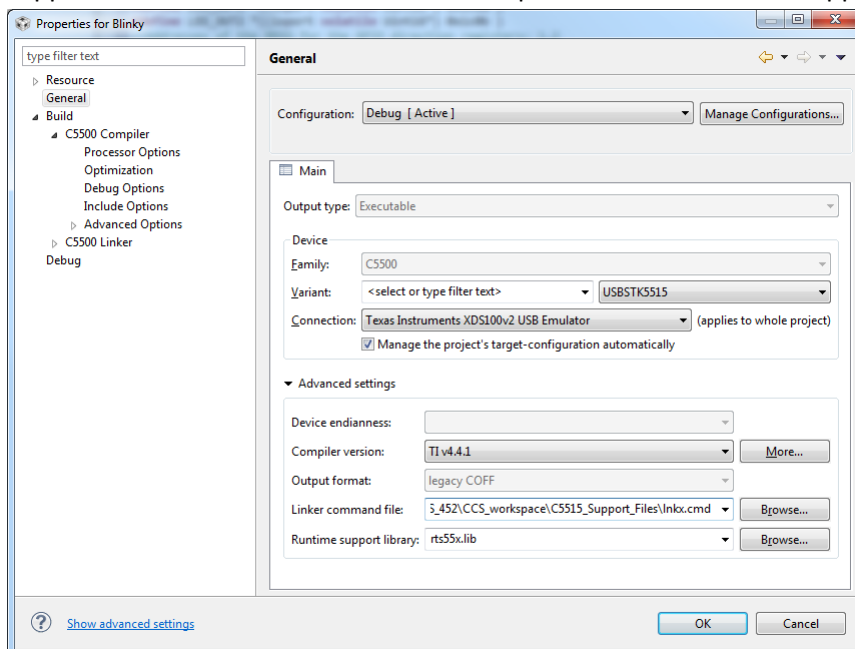 Properties for Blinky
type filter text
General
Resource
General
Build
C5500 Compiler
Processor Options
Optimization
Debug Options
Include Options
Advanced Options
C5500 Linker
Debug
Configuration: Debug [ Active ] Manage Configurations...
Main
Output type: Executable
Device
Family: C5500
Variant: <select or type filter text> USBSTK5515
Connection: Texas Instruments XDS100v2 USB Emulator (applies to whole project)
Manage the project's target-configuration automatically
Advanced settings
Device endianness:
Compiler version: TI v4.4.1 More...
Output format: legacy COFF
Linker command file: 5_452\CCS_workspace\C5515_Support_Files\lnkx.cmd Browse...
Runtime support library: rts55x.lib Browse...
? Show advanced settings OK Cancel